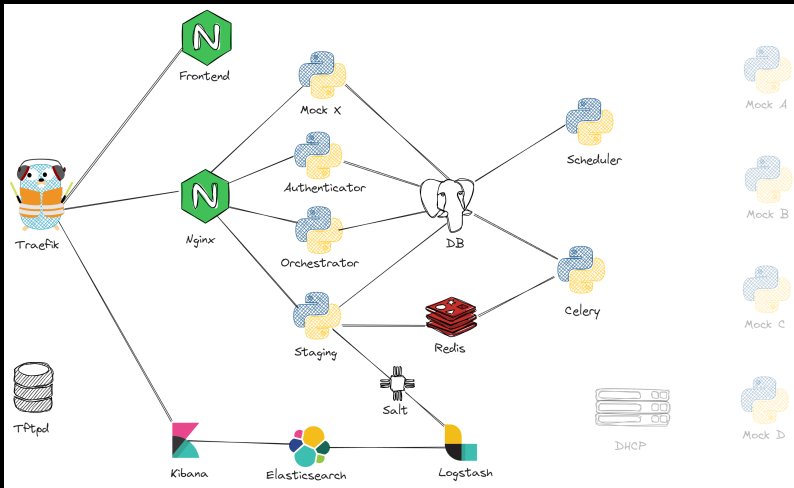 Frontend
Mock X
Mock A
Authenticator
Scheduler
Mock B
Traefik
Nginx
Orchestrator
DB
Staging
Redis
Celery
Mock C
Salt
Tftpd
Kibana
Elasticsearch
Logstash
DHCP
Mock D